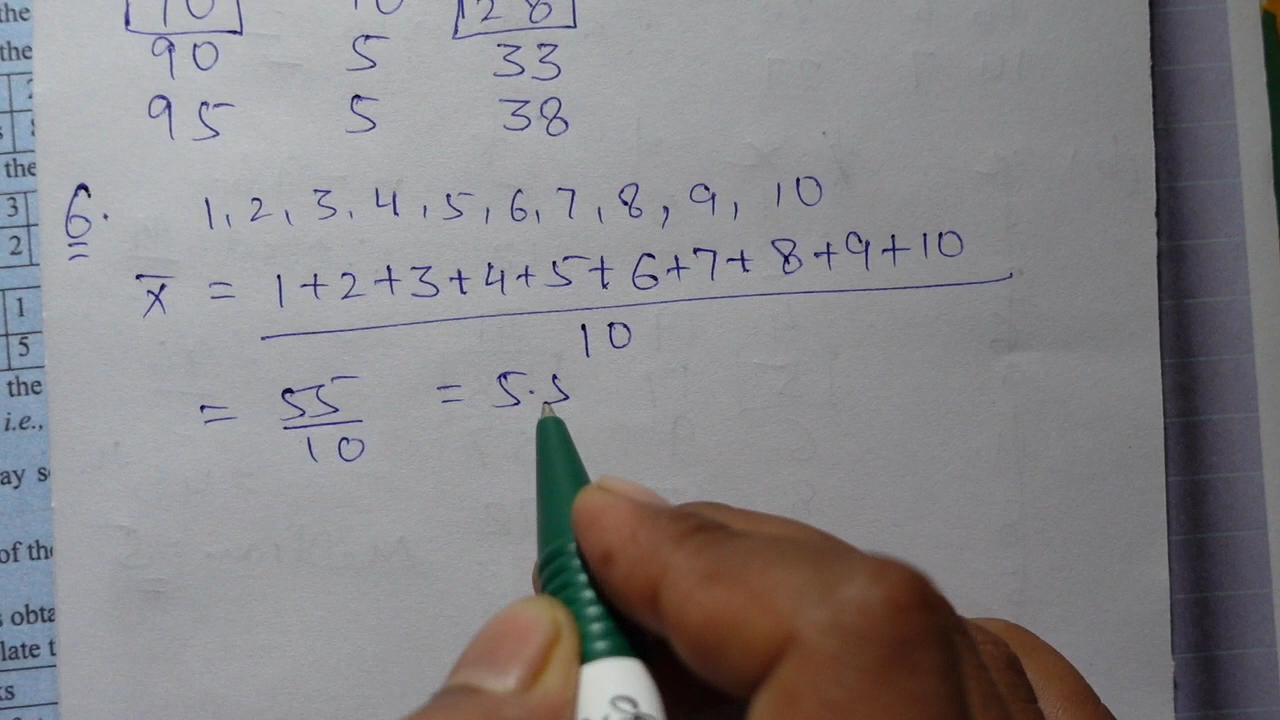 the
the
the
3
2
1
5
the
i.e.,
ay s
of the
obta
late t
ks
90 5 33
95 5 38
6. 1, 2, 3, 4, 5, 6, 7, 8, 9, 10
x̄ = 1+2+3+4+5+6+7+8+9+10
10
= 55 = 5.5
10